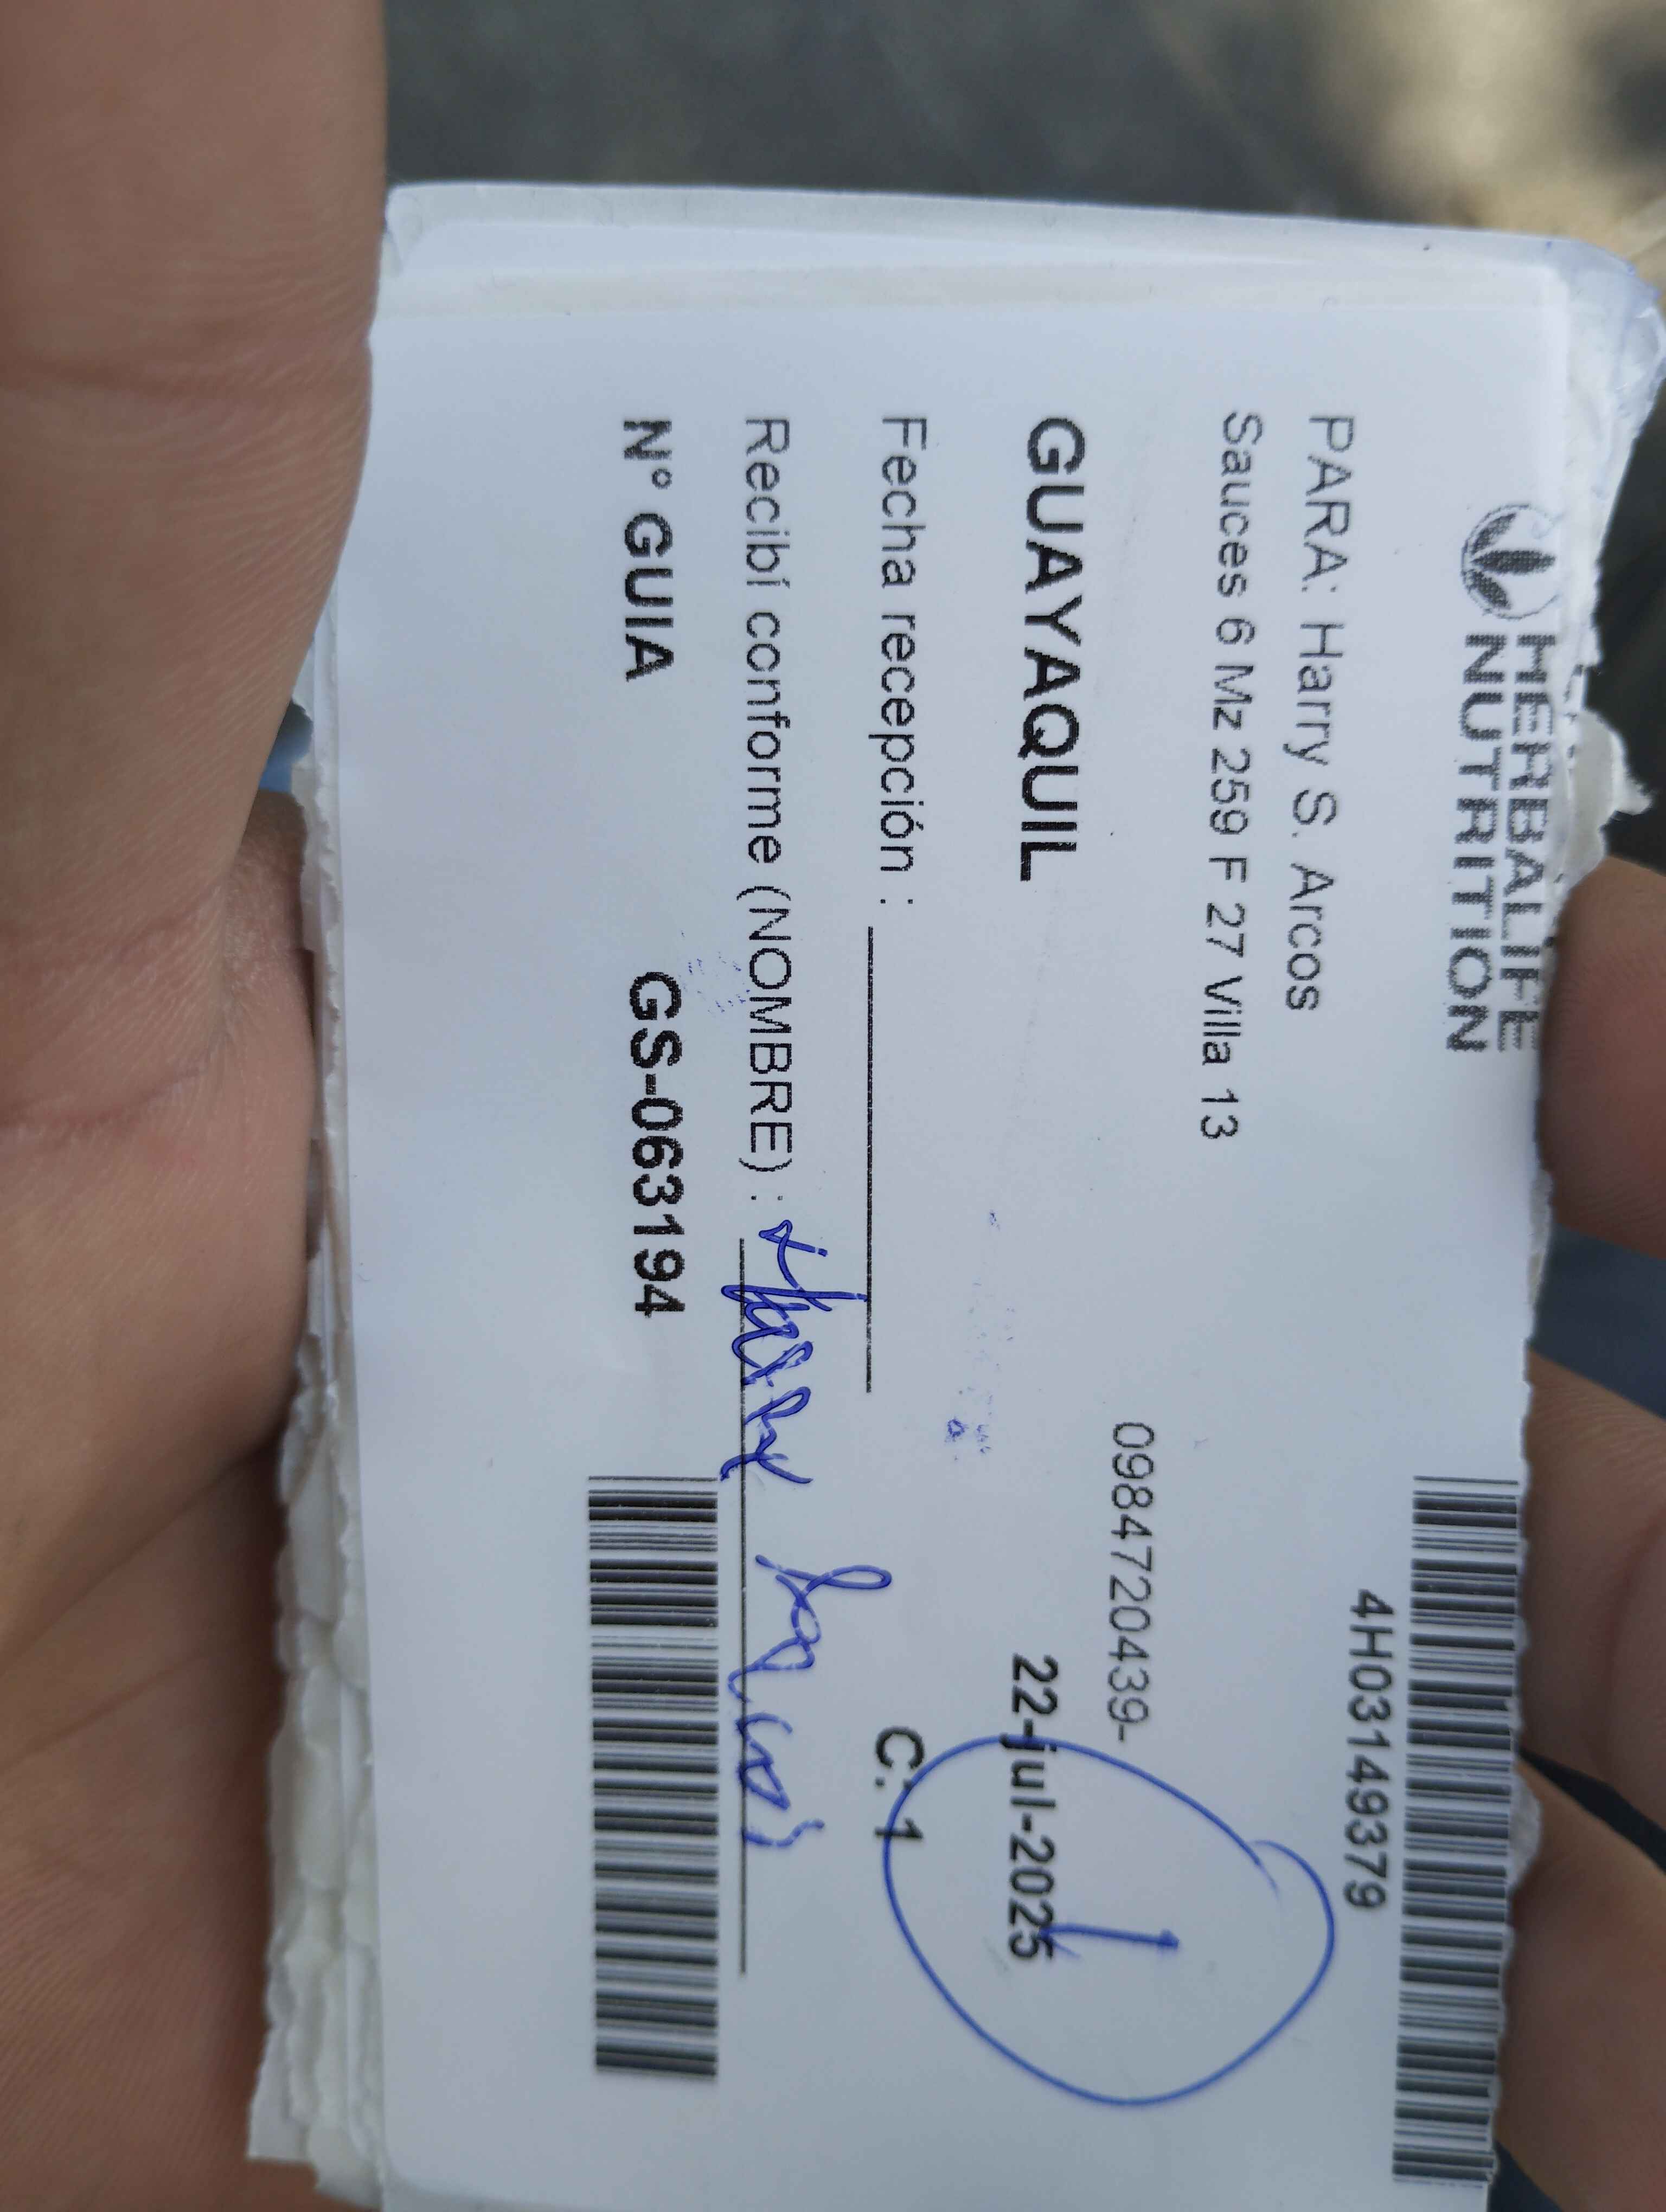 HERBALIFE
NUTRITION
4H03149379
PARA: Harry S. Arcos
Sauces 6 Mz 259 F 27 Villa 13
0984720439-
GUAYAQUIL
22-jul-2025
1
Fecha recepción :
C: 1
Recibí conforme (NOMBRE) :
N° GUIA GS-063194